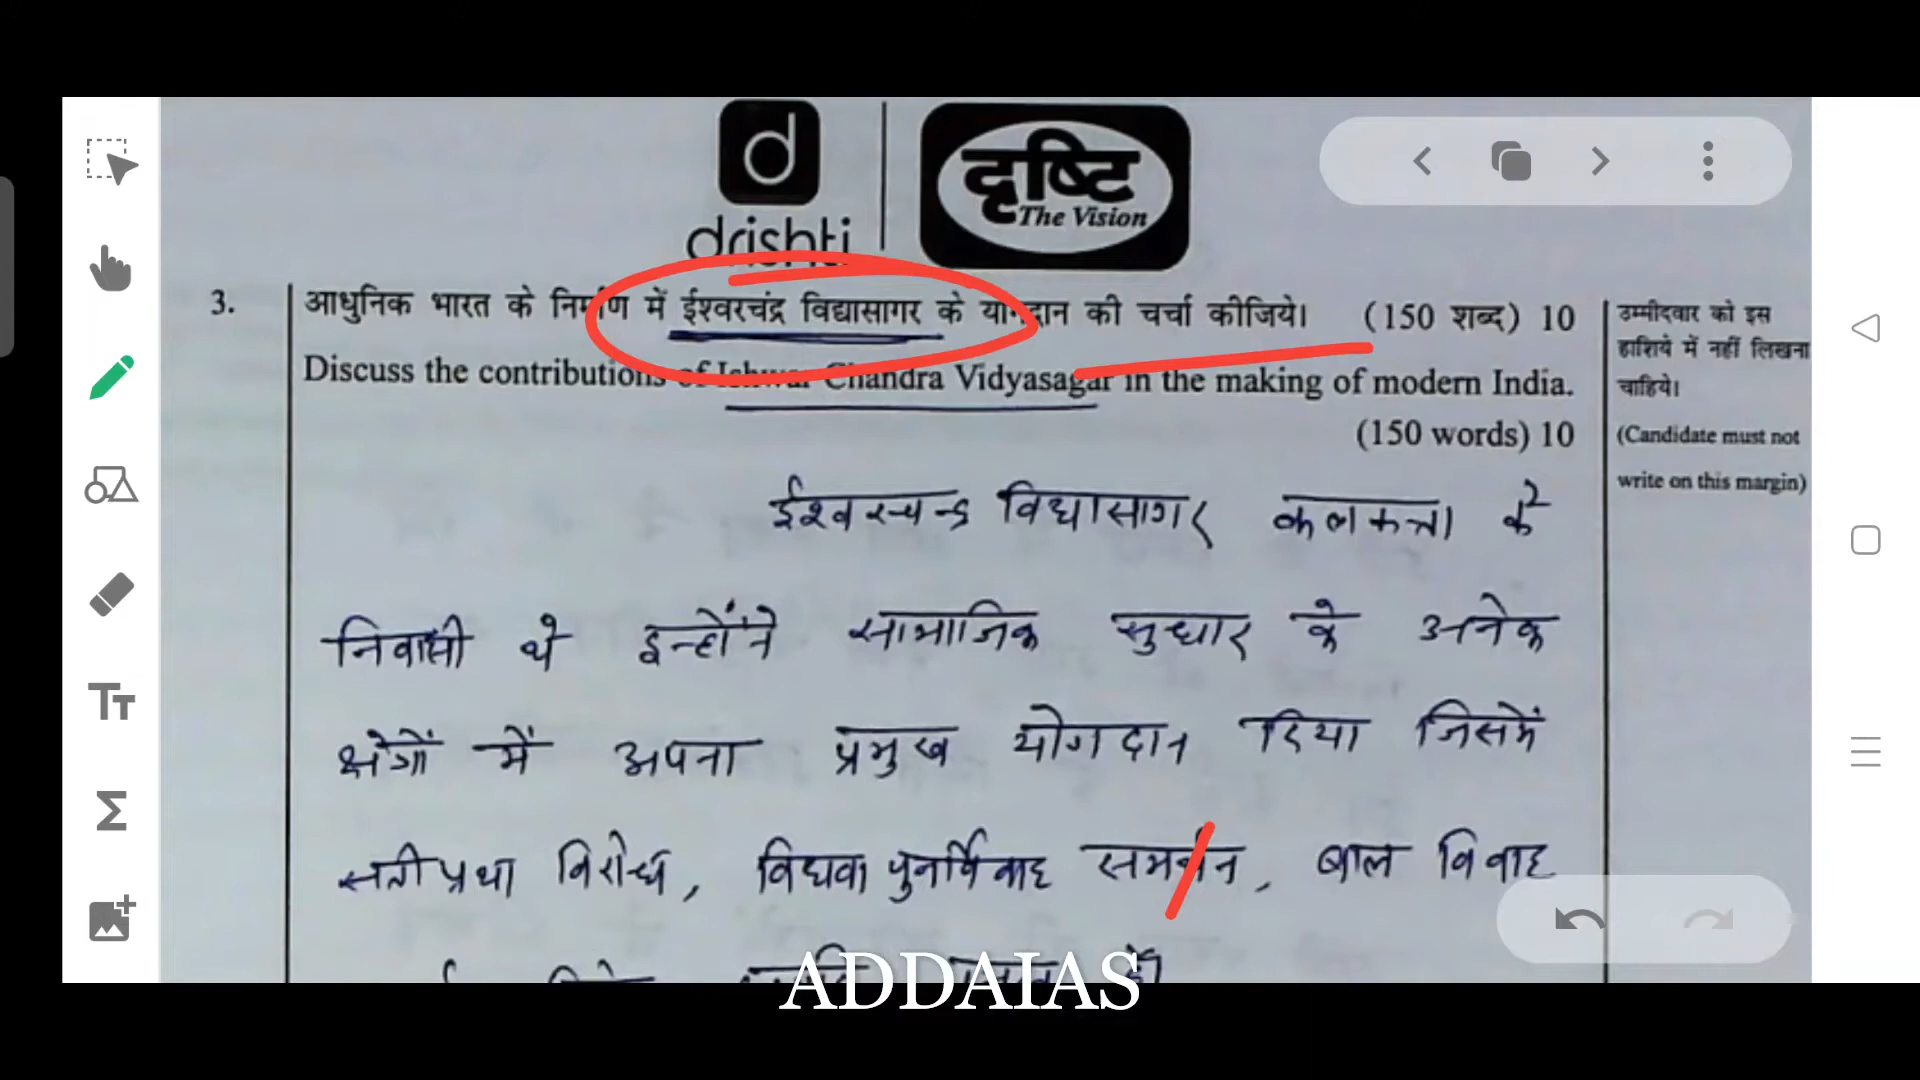 drishti
दृष्टि
The Vision
3. आधुनिक भारत के निर्माण में ईश्वरचंद्र विद्यासागर के योगदान की चर्चा कीजिये। (150 शब्द) 10
Discuss the contributions of Ishwar Chandra Vidyasagar in the making of modern India.
(150 words) 10
उम्मीदवार को इस
हाशिये में नहीं लिखना
चाहिये।
(Candidate must not
write on this margin)
ईश्वरचन्द्र विद्यासागर कलकत्ता के
निवासी थे इन्होंने सामाजिक सुधार के अनेक
क्षेत्रों में अपना प्रमुख योगदान दिया जिसमें
सतीप्रथा विरोध, विधवा पुनर्विवाह समर्थन, बाल विवाह
ADDAIAS